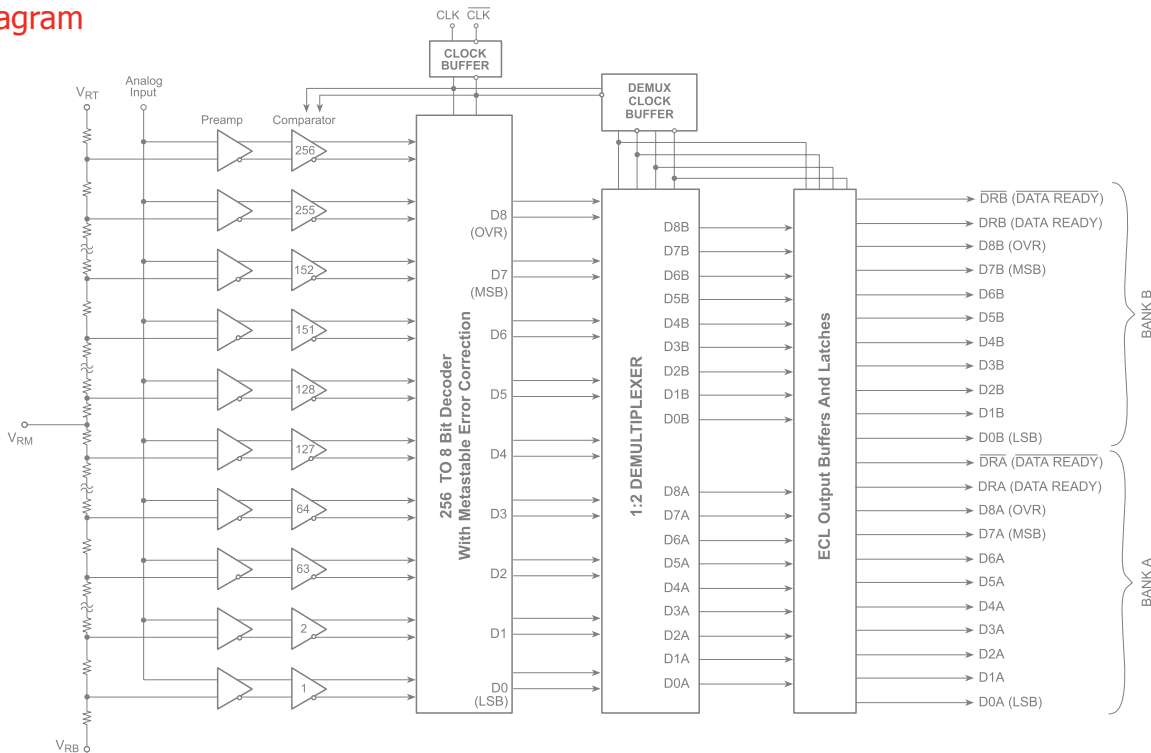 agram
CLK CLK
CLOCK
BUFFER
Analog
Input
VRT
DEMUX
CLOCK
BUFFER
Preamp Comparator
256
255
152
151
128
127
64
63
2
1
VRM
VRB
256 TO 8 Bit Decoder
With Metastable Error Correction
D8
(OVR)
D7
(MSB)
D6
D5
D4
D3
D2
D1
D0
(LSB)
1:2 DEMULTIPLEXER
D8B
D7B
D6B
D5B
D4B
D3B
D2B
D1B
D0B
D8A
D7A
D6A
D5A
D4A
D3A
D2A
D1A
D0A
ECL Output Buffers And Latches
DRB (DATA READY)
DRB (DATA READY)
D8B (OVR)
D7B (MSB)
D6B
D5B
D4B
D3B
D2B
D1B
D0B (LSB)
BANK B
DRA (DATA READY)
DRA (DATA READY)
D8A (OVR)
D7A (MSB)
D6A
D5A
D4A
D3A
D2A
D1A
D0A (LSB)
BANK A